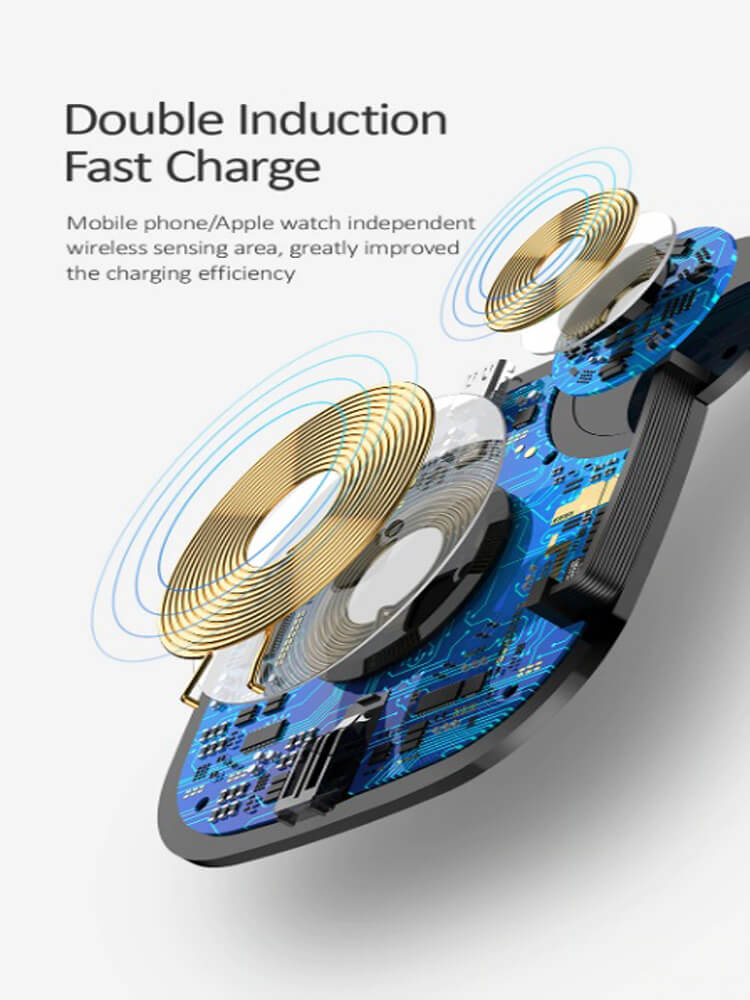 Double Induction
Fast Charge
Mobile phone/Apple watch independent
wireless sensing area, greatly improved
the charging efficiency